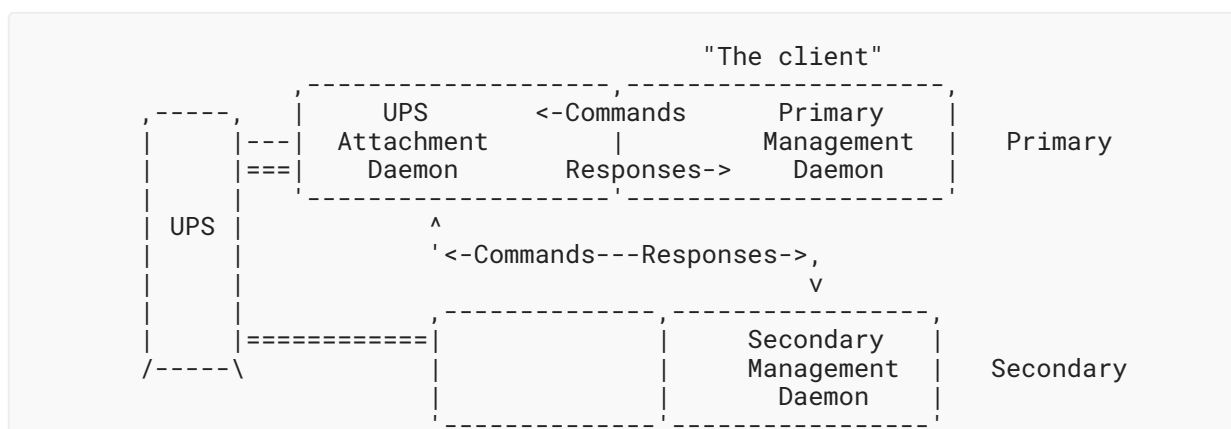 "The client"
UPS <-Commands Primary
Attachment Management Primary
Daemon Responses-> Daemon
UPS
'<-Commands---Responses->,
v
Secondary
Management Secondary
Daemon